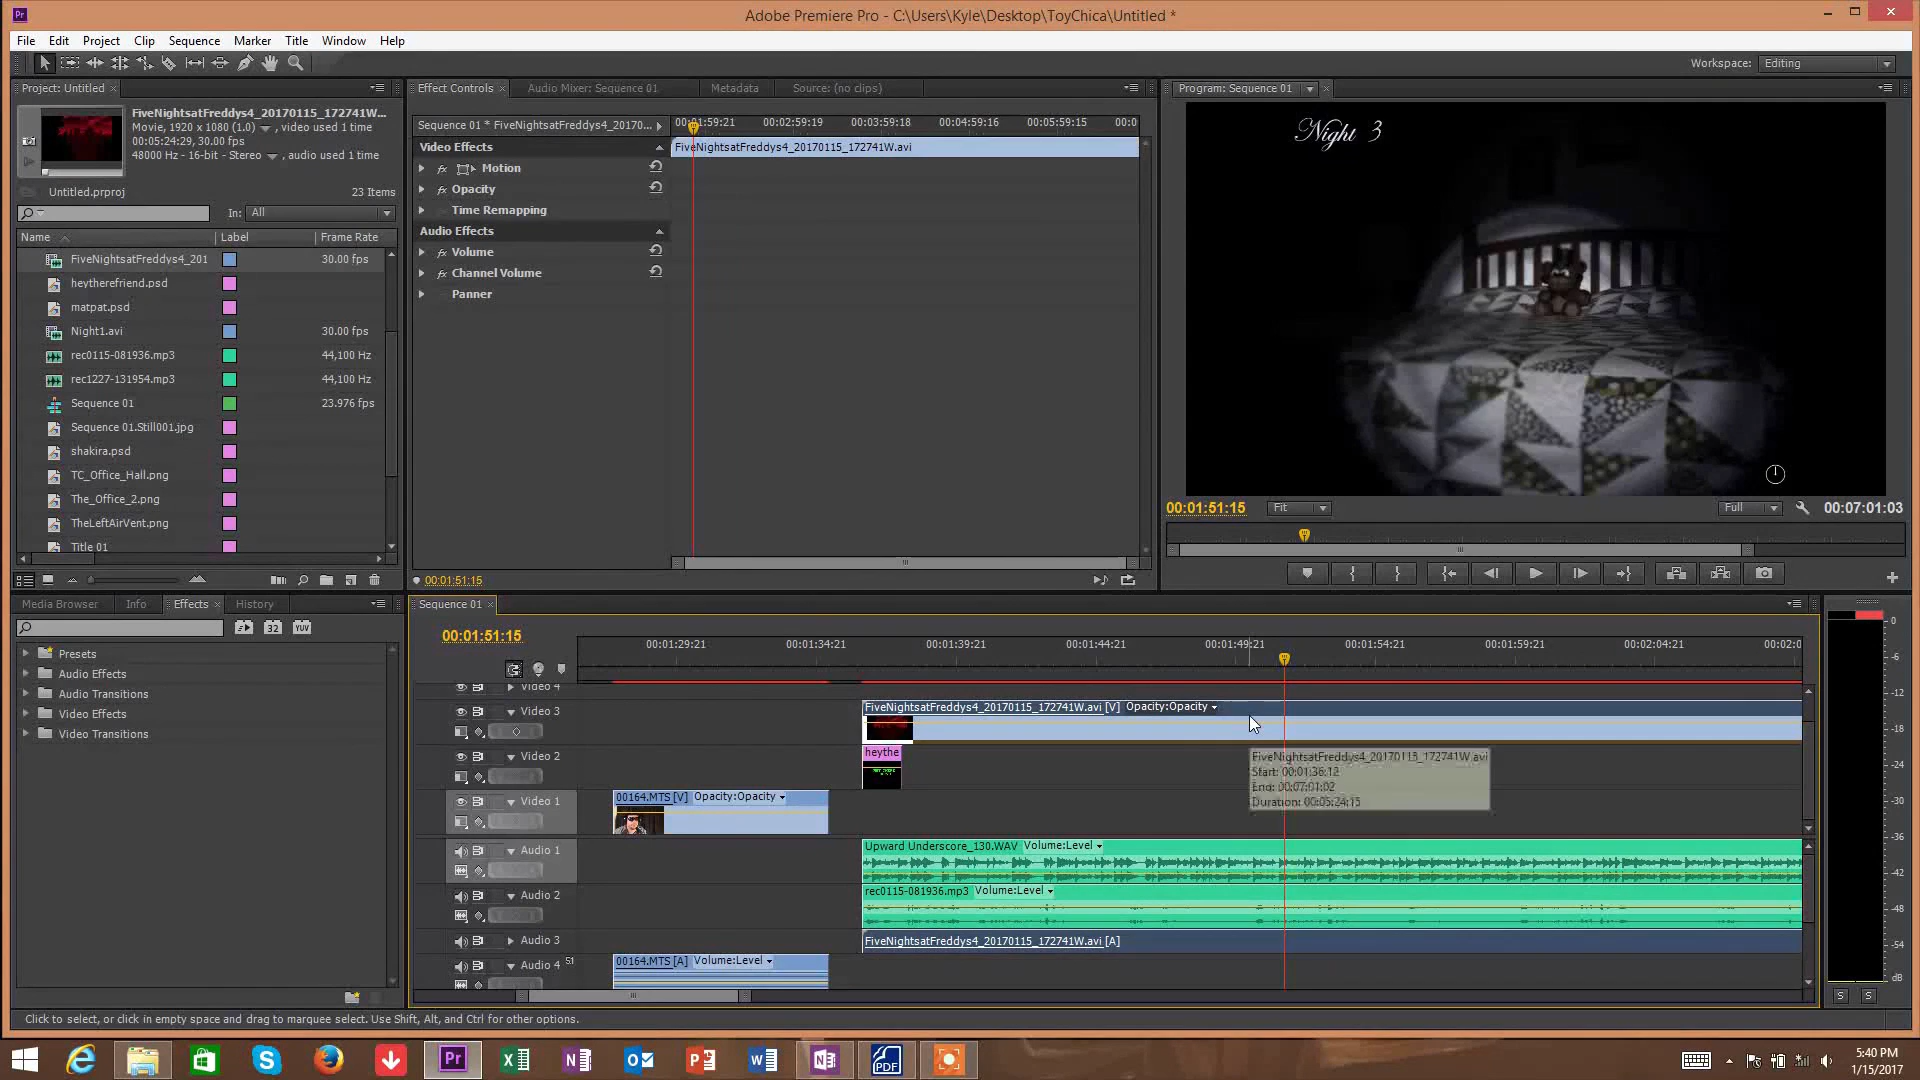 Pr
Adobe Premiere Pro - C:\Users\Kyle\Desktop\ToyChica\Untitled *
File Edit Project Clip Sequence Marker Title Window Help
Workspace: Editing
Project: Untitled
FiveNightsatFreddys4_20170115_172741W...
Movie, 1920 x 1080 (1.0) , video used 1 time
00:05:24:29, 30.00 fps
48000 Hz - 16-bit - Stereo , audio used 1 time
Untitled.prproj 23 Items
In: All
Name Label Frame Rate
FiveNightsatFreddys4_201 30.00 fps
heytherefriend.psd
matpat.psd
Night1.avi 30.00 fps
rec0115-081936.mp3 44,100 Hz
rec1227-131954.mp3 44,100 Hz
Sequence 01 23.976 fps
Sequence 01.Still001.jpg
shakira.psd
TC_Office_Hall.png
The_Office_2.png
TheLeftAirVent.png
Title 01
Effect Controls Audio Mixer: Sequence 01 Metadata Source: (no clips)
Sequence 01 * FiveNightsatFreddys4_20170...
00:01:59:21 00:02:59:19 00:03:59:18 00:04:59:16 00:05:59:15 00:0
Video Effects
FiveNightsatFreddys4_20170115_172741W.avi
fx Motion
fx Opacity
Time Remapping
Audio Effects
fx Volume
fx Channel Volume
Panner
00:01:51:15
Program: Sequence 01
Night 3
00:01:51:15 Fit Full 00:07:01:03
Media Browser Info Effects History
32 YUV
Presets
Audio Effects
Audio Transitions
Video Effects
Video Transitions
Sequence 01
00:01:51:15
00:01:29:21 00:01:34:21 00:01:39:21 00:01:44:21 00:01:49:21 00:01:54:21 00:01:59:21 00:02:04:21 00:02:0
Video 4
Video 3
FiveNightsatFreddys4_20170115_172741W.avi [V] Opacity:Opacity
Video 2
heythe
FiveNightsatFreddys4_20170115_172741W.avi
Start: 00:01:36:12
End: 00:07:01:02
Duration: 00:05:24:15
Video 1
00164.MTS [V] Opacity:Opacity
Audio 1
Upward Underscore_130.WAV Volume:Level
Audio 2
rec0115-081936.mp3 Volume:Level
Audio 3
FiveNightsatFreddys4_20170115_172741W.avi [A]
Audio 4 5.1
00164.MTS [A] Volume:Level
0
-6
-12
-18
-24
-30
-36
-42
-48
-54
dB
S S
Click to select, or click in empty space and drag to marquee select. Use Shift, Alt, and Ctrl for other options.
5:40 PM
1/15/2017